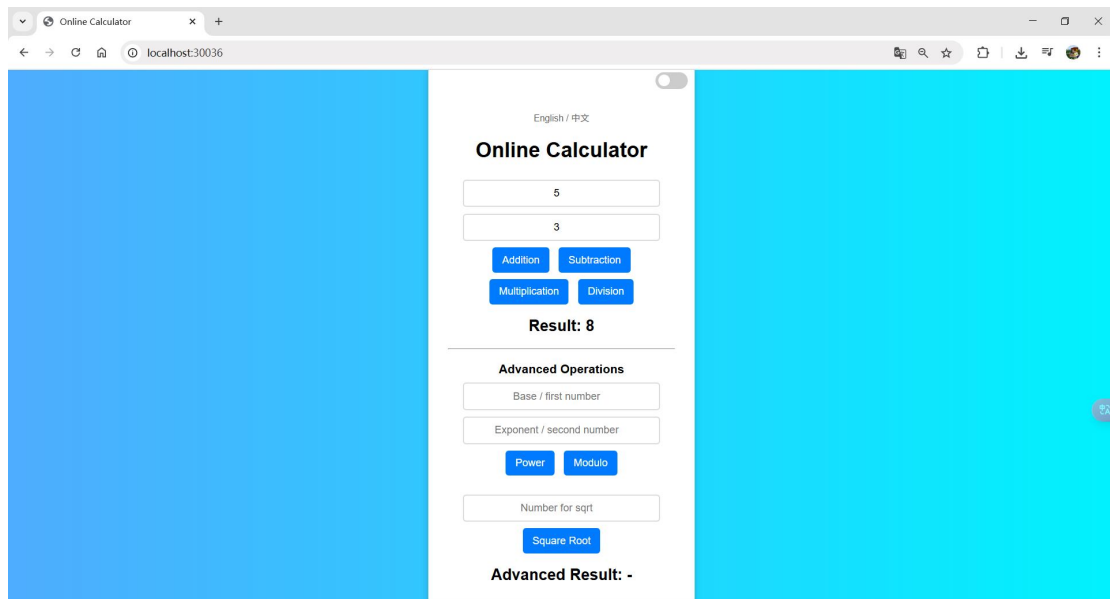 Online Calculator
localhost:30036
English / 中文
Online Calculator
5
3
Addition Subtraction
Multiplication Division
Result: 8
Advanced Operations
Base / first number
Exponent / second number
Power Modulo
Number for sqrt
Square Root
Advanced Result: -